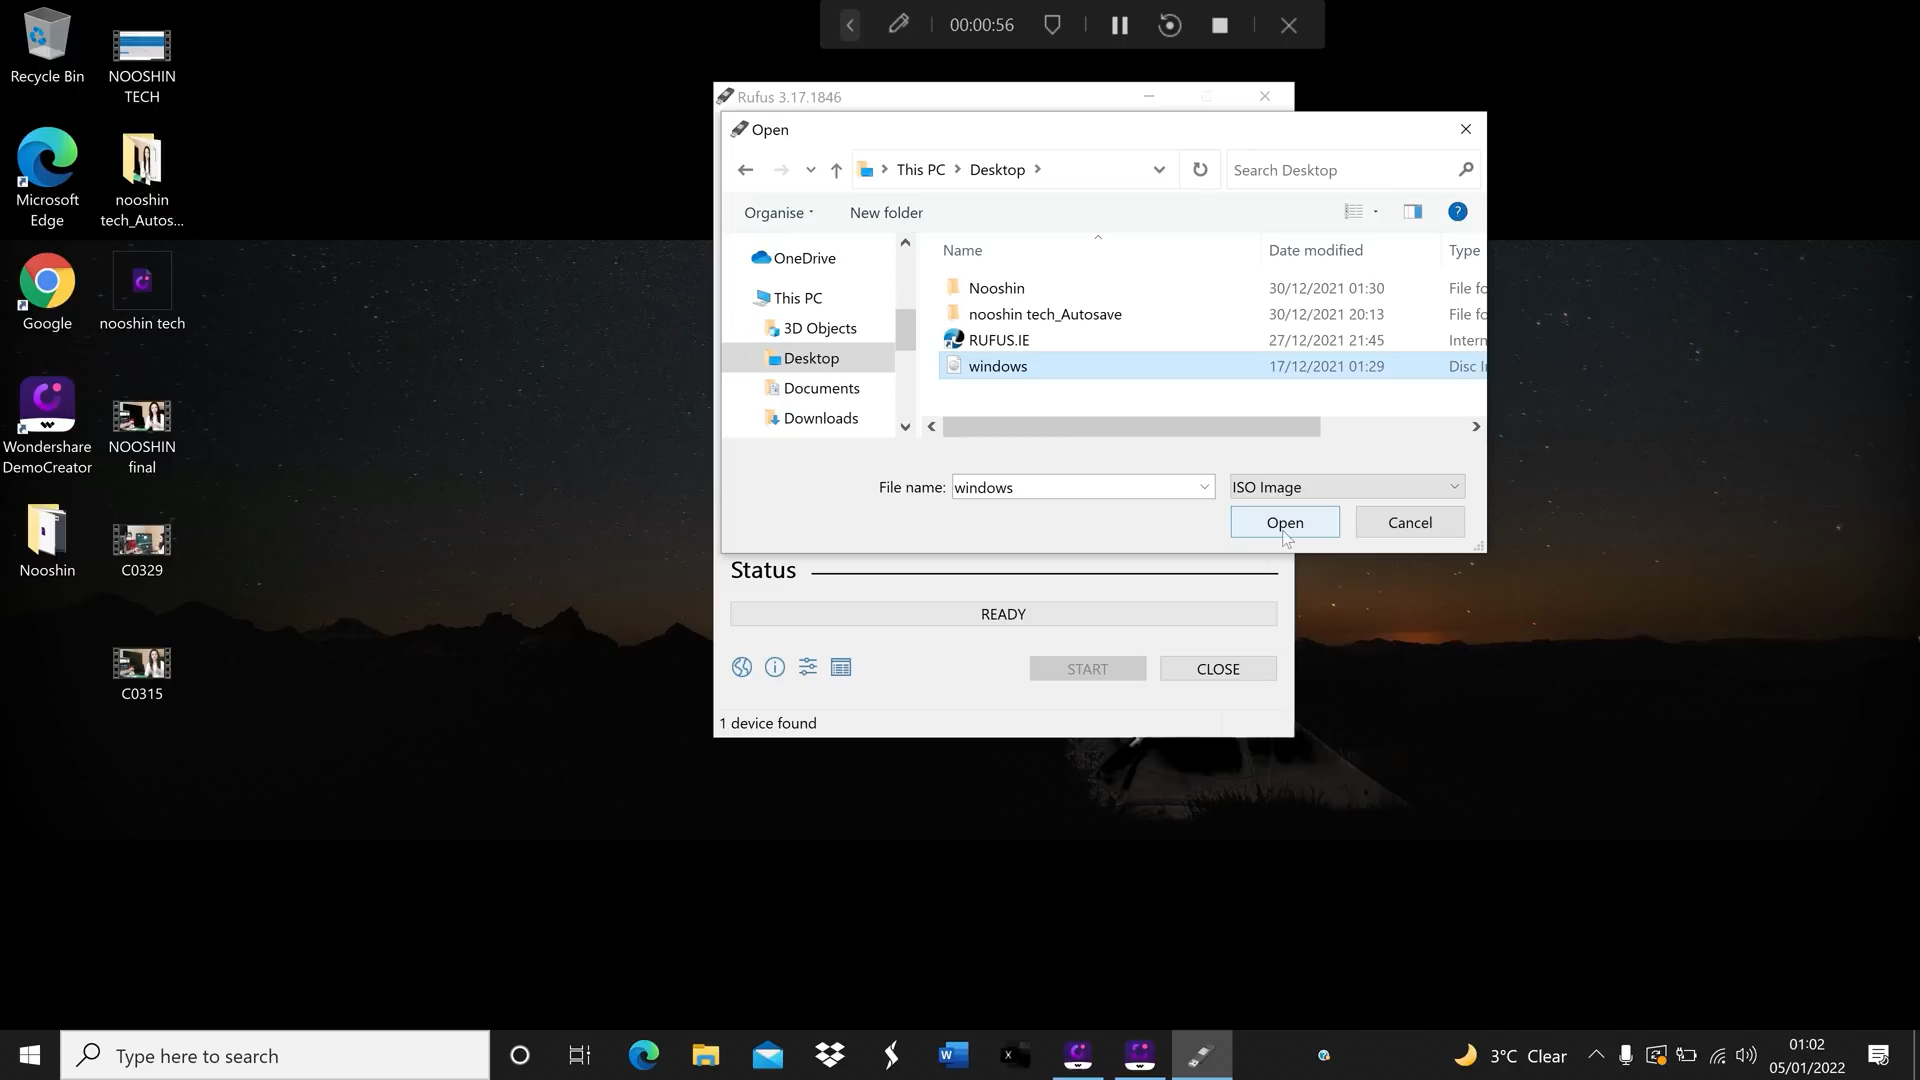 00:00:56
Recycle Bin
NOOSHIN
TECH
Microsoft
Edge
nooshin
tech_Autos...
Google
nooshin tech
Wondershare
DemoCreator
NOOSHIN
final
Nooshin
C0329
C0315
Rufus 3.17.1846
Open
This PC
Desktop
Search Desktop
Organise
New folder
?
OneDrive
This PC
3D Objects
Desktop
Documents
Downloads
Name
Date modified
Type
Nooshin
30/12/2021 01:30
File fo
nooshin tech_Autosave
30/12/2021 20:13
File fo
RUFUS.IE
27/12/2021 21:45
Intern
windows
17/12/2021 01:29
Disc I
File name:
windows
ISO Image
Open
Cancel
Status
READY
START
CLOSE
1 device found
Type here to search
3°C Clear
01:02
05/01/2022